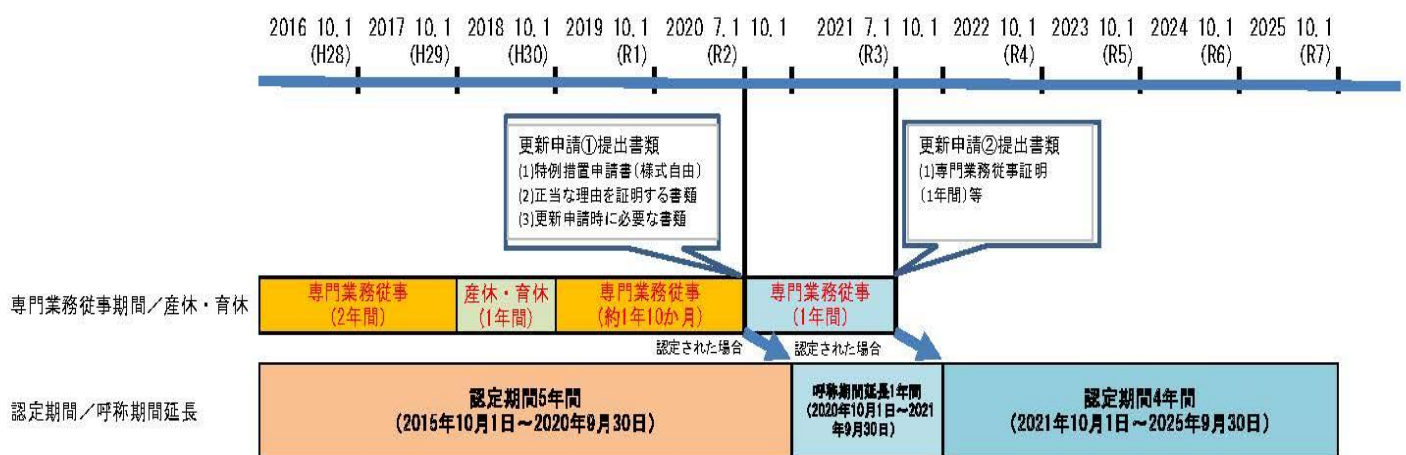 2016 10.1 2017 10.1 2018 10.1 2019 10.1 2020 7.1 10.1 2021 7.1 10.1 2022 10.1 2023 10.1 2024 10.1 2025 10.1
(H28) (H29) (H30) (R1) (R2) (R3) (R4) (R5) (R6) (R7)
更新申請①提出書類
(1)特例措置申請書(様式自由)
(2)正当な理由を証明する書類
(3)更新申請時に必要な書類
更新申請②提出書類
(1)専門業務従事証明
(1年間)等
専門業務従事期間/産休・育休
専門業務従事
(2年間)
産休・育休
(1年間)
専門業務従事
(約1年10か月)
専門業務従事
(1年間)
認定された場合
認定された場合
認定期間/呼称期間延長
認定期間5年間
(2015年10月1日～2020年9月30日)
呼称期間延長1年間
(2020年10月1日～2021
年9月30日)
認定期間4年間
(2021年10月1日～2025年9月30日)